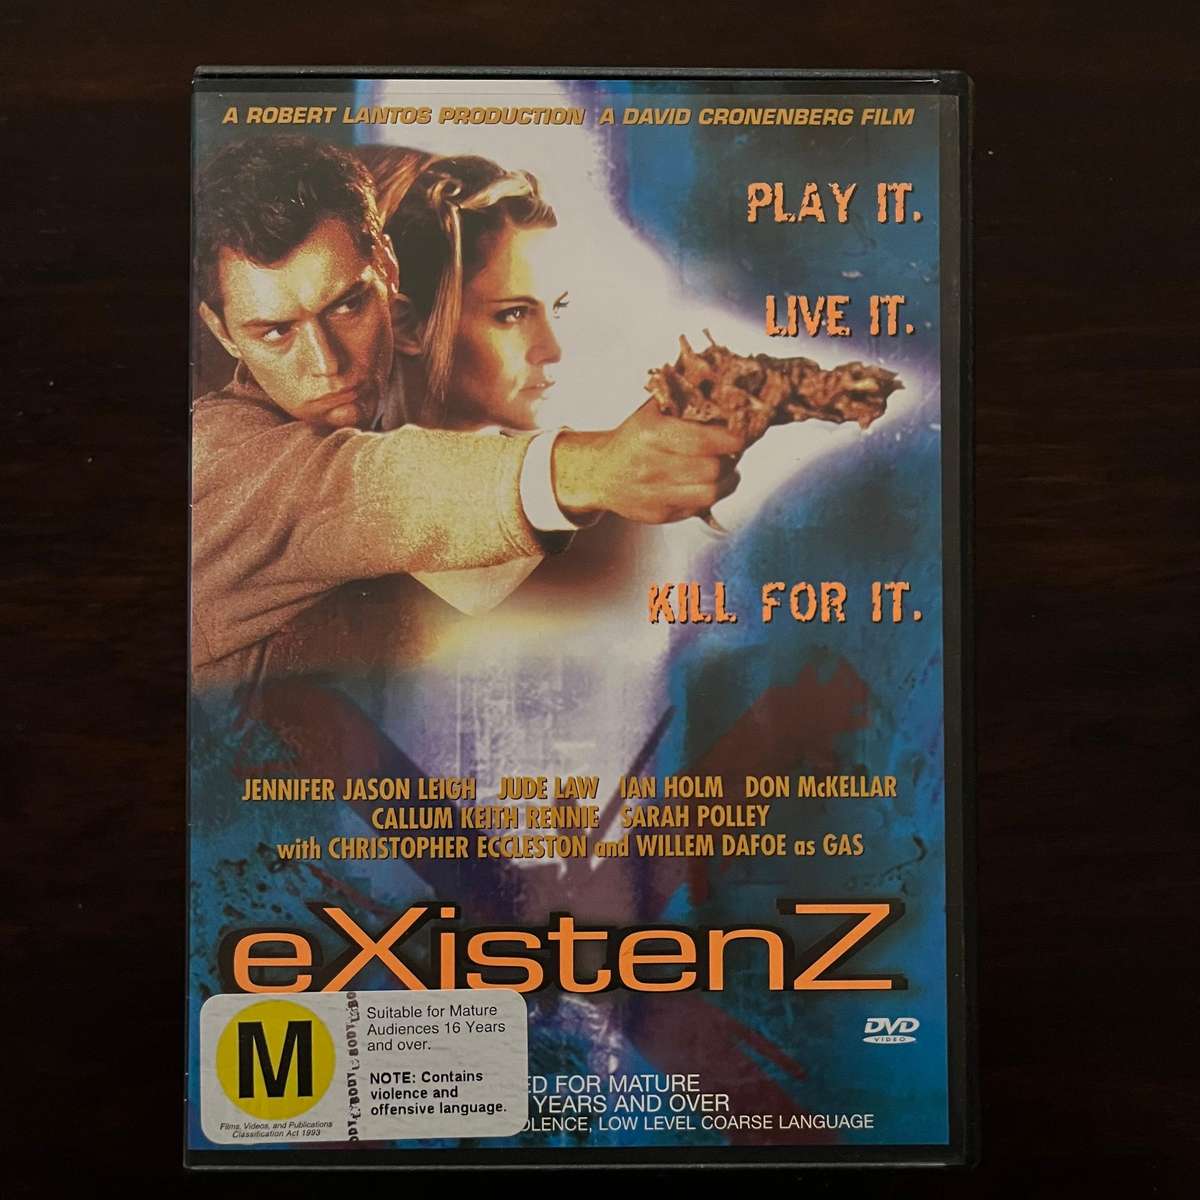 A ROBERT LANTOS PRODUCTION A DAVID CRONENBERG FILM
PLAY IT.
LIVE IT.
KILL FOR IT.
JENNIFER JASON LEIGH JUDE LAW IAN HOLM DON McKELLAR
CALLUM KEITH RENNIE SARAH POLLEY
with CHRISTOPHER ECCLESTON and WILLEM DAFOE as GAS
eXistenZ
DVD
VIDEO
M
Suitable for Mature
Audiences 16 Years
and over.
NOTE: Contains
violence and
offensive language.
Films, Videos, and Publications
Classification Act 1993
FOR MATURE
YEARS AND OVER
LOW LEVEL COARSE LANGUAGE